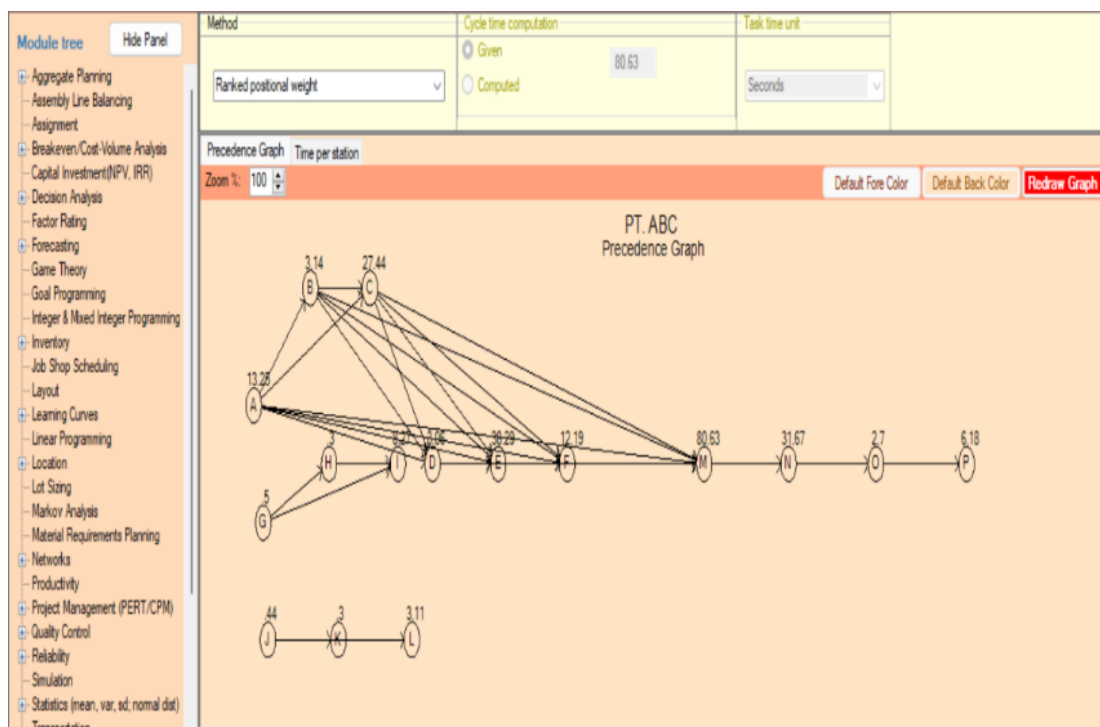 Module tree
Hide Panel
Aggregate Planning
Assembly Line Balancing
Assignment
Breakeven/Cost-Volume Analysis
Capital Investment(NPV, IRR)
Decision Analysis
Factor Rating
Forecasting
Game Theory
Goal Programming
Integer & Mixed Integer Programming
Inventory
Job Shop Scheduling
Layout
Learning Curves
Linear Programming
Location
Lot Sizing
Markov Analysis
Material Requirements Planning
Networks
Productivity
Project Management (PERT/CPM)
Quality Control
Reliability
Simulation
Statistics (mean, var, sd; normal dist)
Method
Ranked positional weight
Cycle time computation
Given
80.63
Computed
Task time unit
Seconds
Precedence Graph
Time per station
Zoom %: 100
Default Fore Color
Default Back Color
Redraw Graph
PT. ABC
Precedence Graph
3.14 27.44
B C
A
.3 12.19 80.63 31.67 2.7 6.18
H I D E F M N O P
.5
G
.44 .3 3.11
J K L